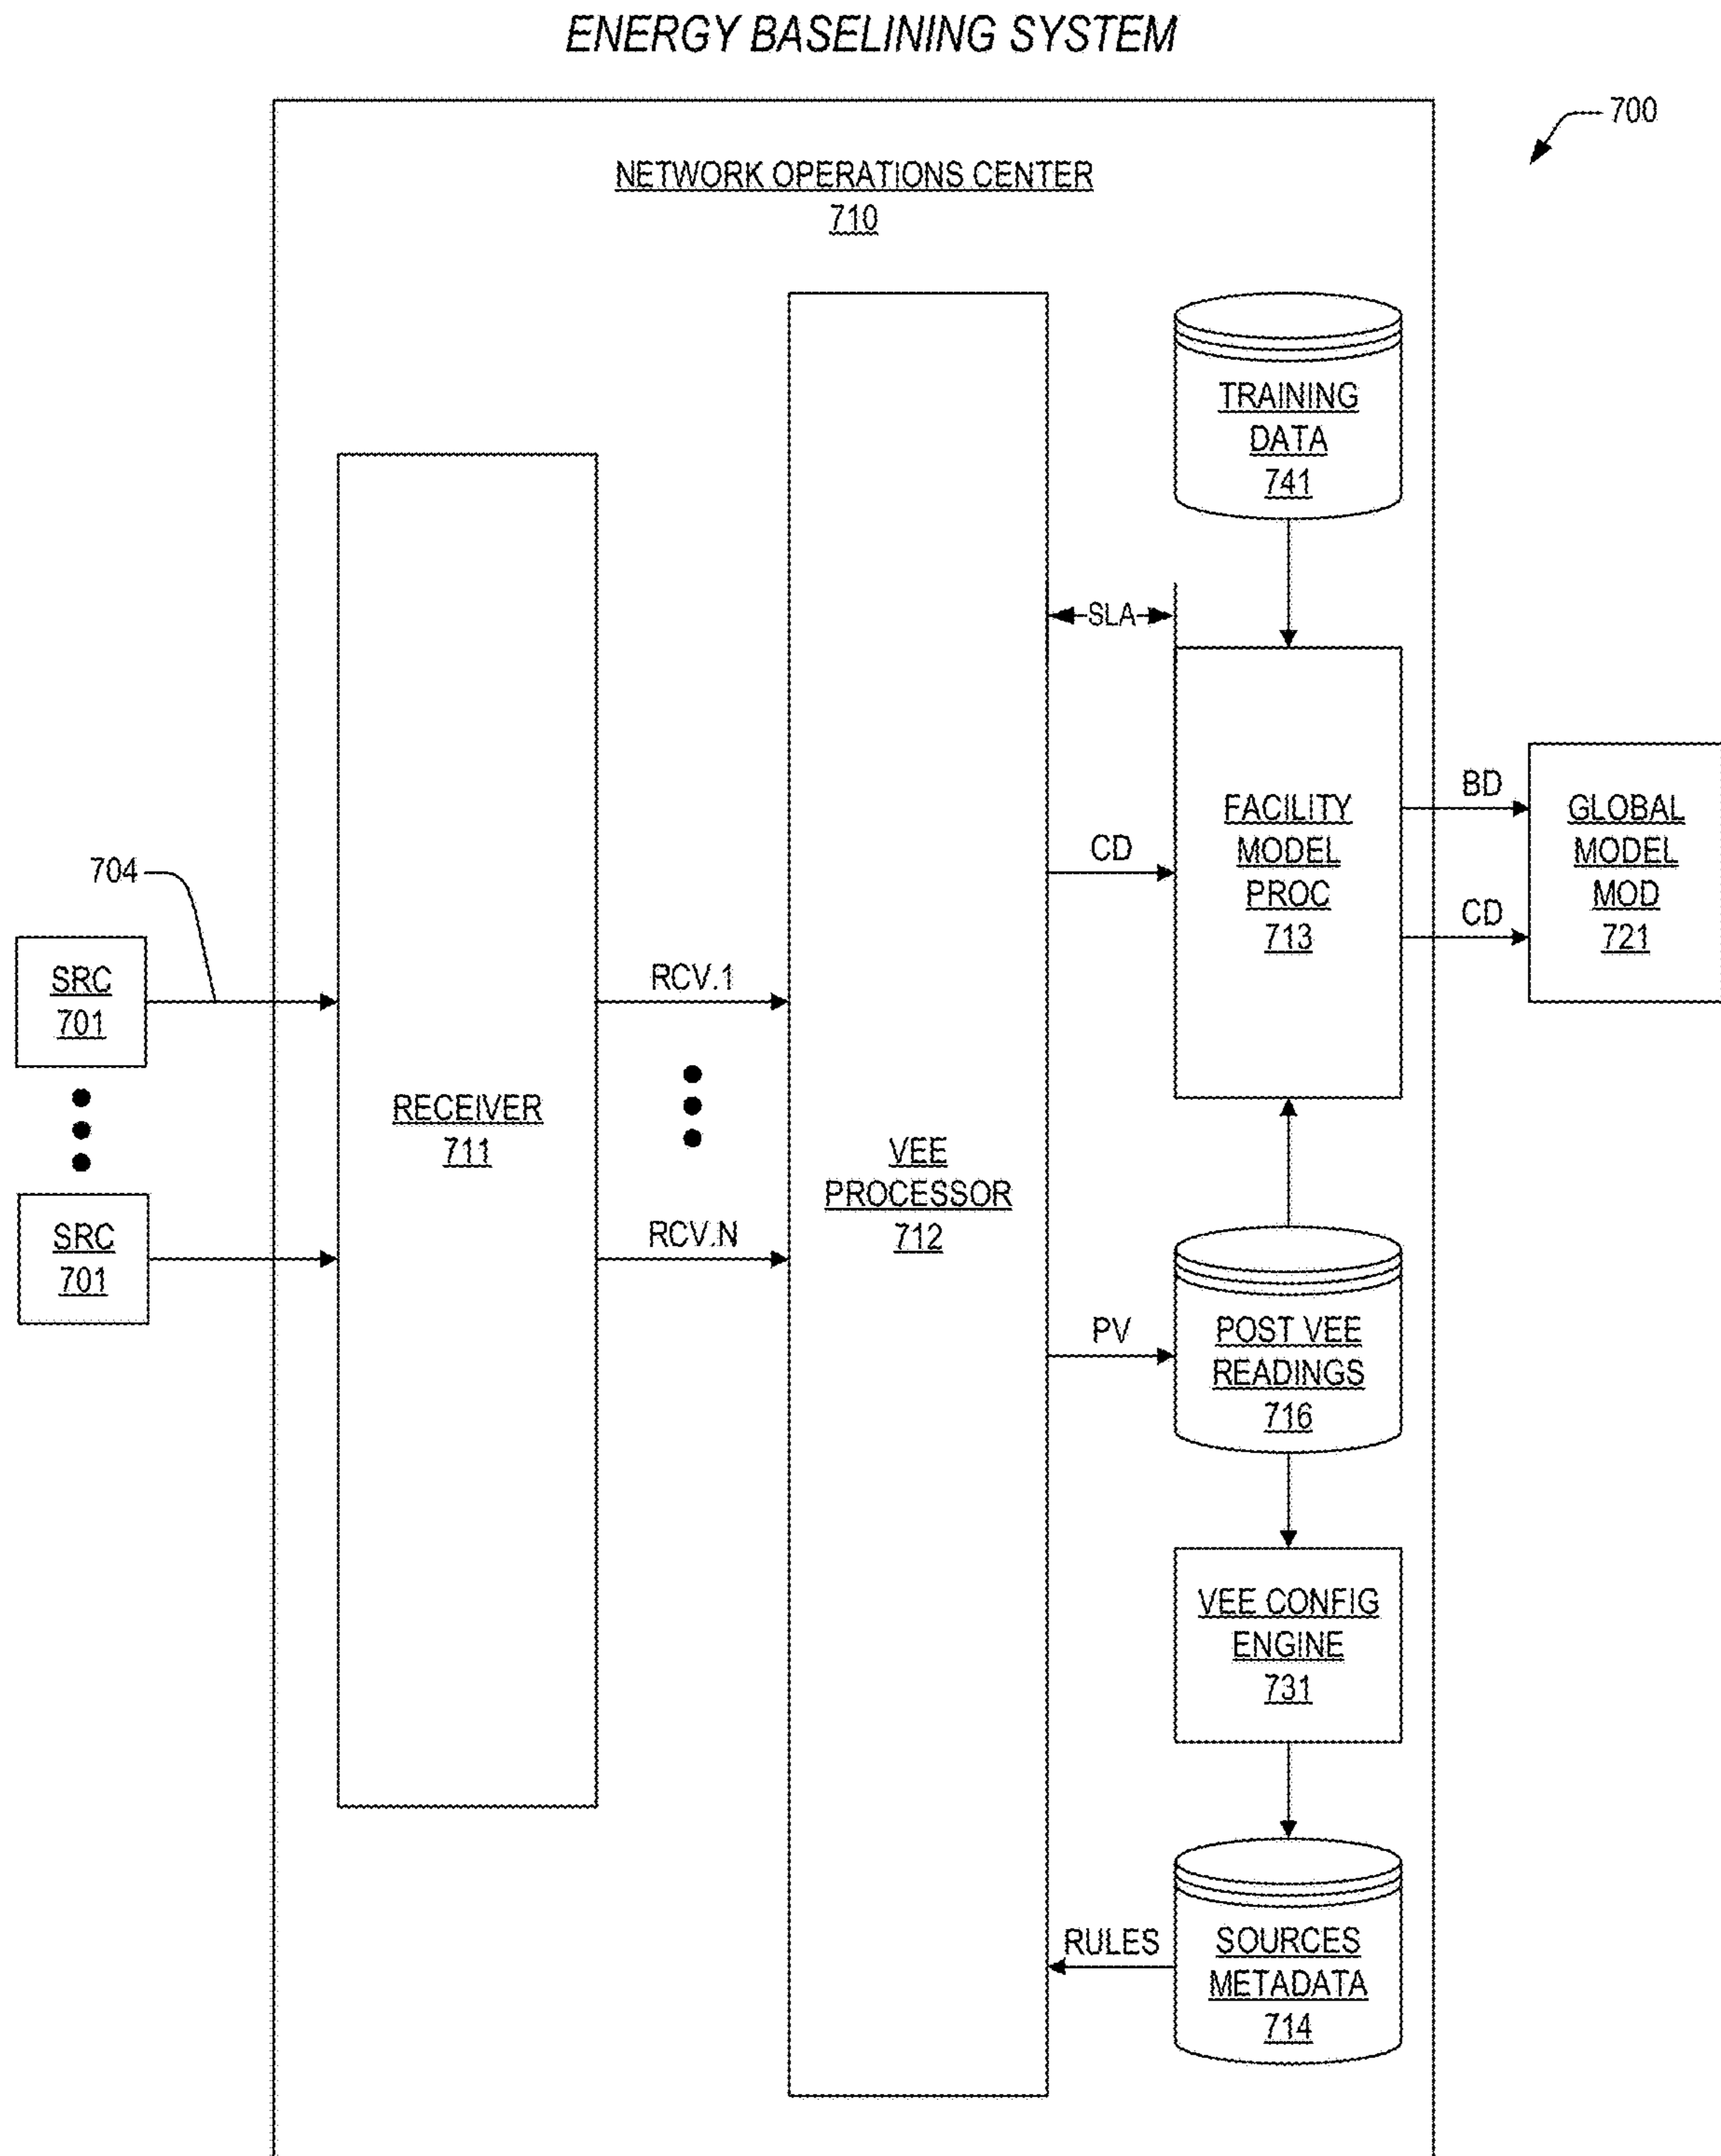 ENERGY BASELINING SYSTEM
700
NETWORK OPERATIONS CENTER
710
TRAINING
DATA
741
SLA
704
SRC
701
SRC
701
RECEIVER
711
RCV.1
RCV.N
VEE
PROCESSOR
712
CD
FACILITY
MODEL
PROC
713
BD
CD
GLOBAL
MODEL
MOD
721
PV
POST VEE
READINGS
716
VEE CONFIG
ENGINE
731
RULES
SOURCES
METADATA
714